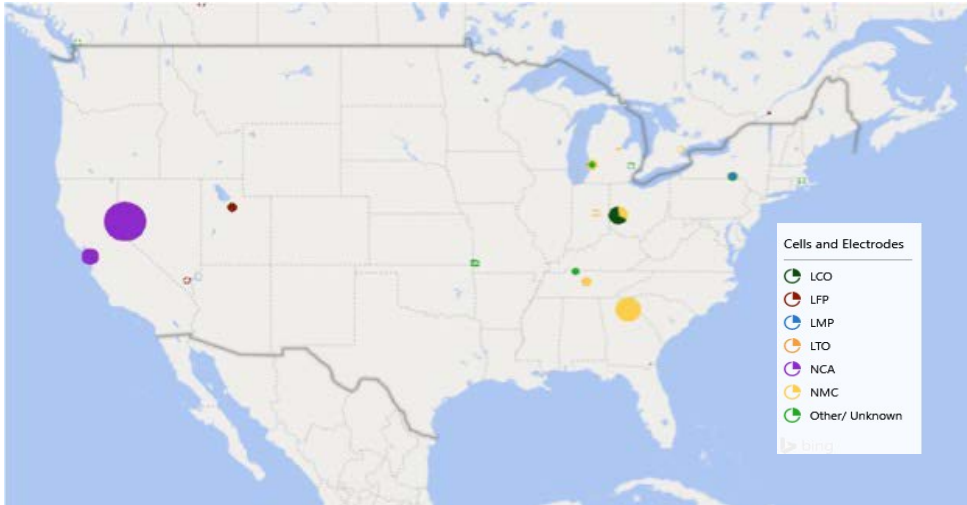 Cells and Electrodes
LCO
LFP
LMP
LTO
NCA
NMC
Other/ Unknown
bing